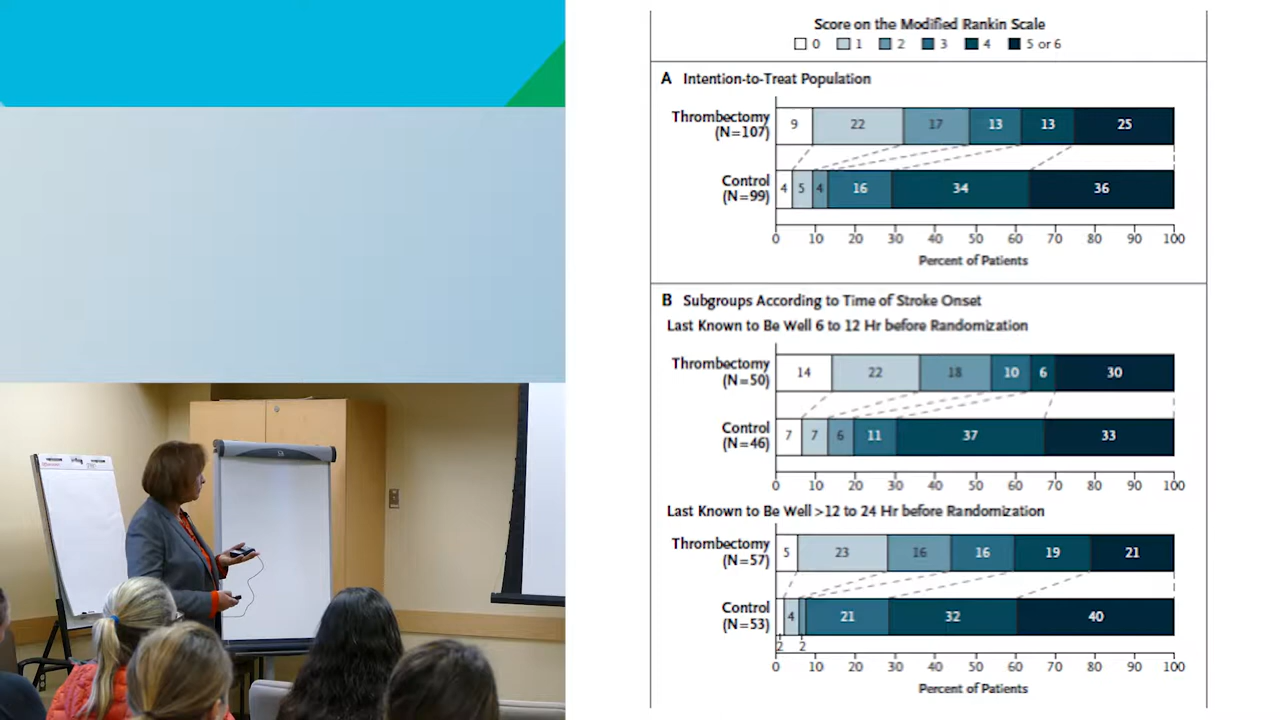 Score on the Modified Rankin Scale
0 1 2 3 4 5 or 6
A Intention-to-Treat Population
Thrombectomy
(N=107)
9 22 17 13 13 25
Control
(N=99)
4 5 4 16 34 36
0 10 20 30 40 50 60 70 80 90 100
Percent of Patients
B Subgroups According to Time of Stroke Onset
Last Known to Be Well 6 to 12 Hr before Randomization
Thrombectomy
(N=50)
14 22 18 10 6 30
Control
(N=46)
7 7 6 11 37 33
0 10 20 30 40 50 60 70 80 90 100
Last Known to Be Well >12 to 24 Hr before Randomization
Thrombectomy
(N=57)
5 23 16 16 19 21
Control
(N=53)
4 21 32 40
2 2
0 10 20 30 40 50 60 70 80 90 100
Percent of Patients